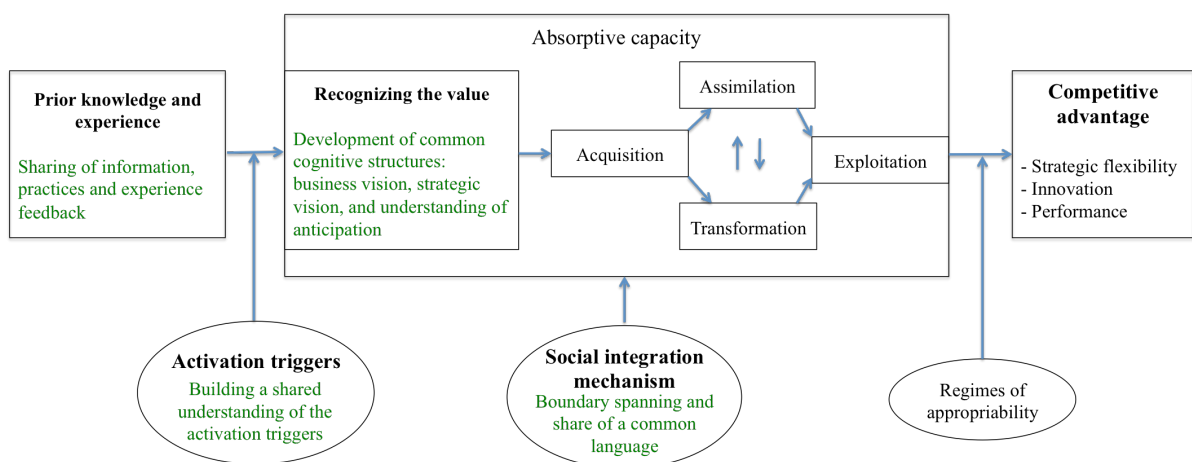 Absorptive capacity
Prior knowledge and
experience
Sharing of information,
practices and experience
feedback
Recognizing the value
Development of common
cognitive structures:
business vision, strategic
vision, and understanding of
anticipation
Acquisition
Assimilation
Transformation
Exploitation
Competitive
advantage
- Strategic flexibility
- Innovation
- Performance
Activation triggers
Building a shared
understanding of the
activation triggers
Social integration
mechanism
Boundary spanning and
share of a common
language
Regimes of
appropriability